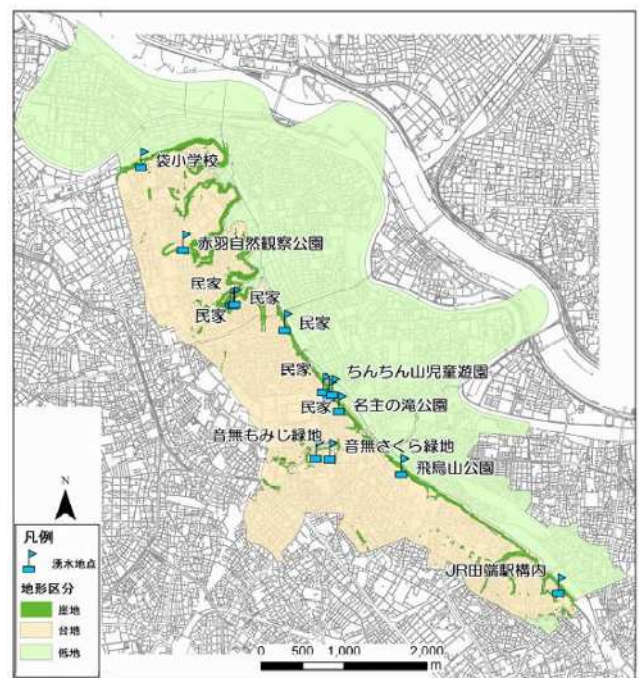 袋小学校
赤羽自然観察公園
民家
民家
民家
民家
民家
ちんちん山児童遊園
民家
名主の滝公園
音無もみじ緑地
音無さくら緑地
飛鳥山公園
JR田端駅構内
N
凡例
湧水地点
地形区分
崖地
台地
低地
0 500 1,000 2,000
m